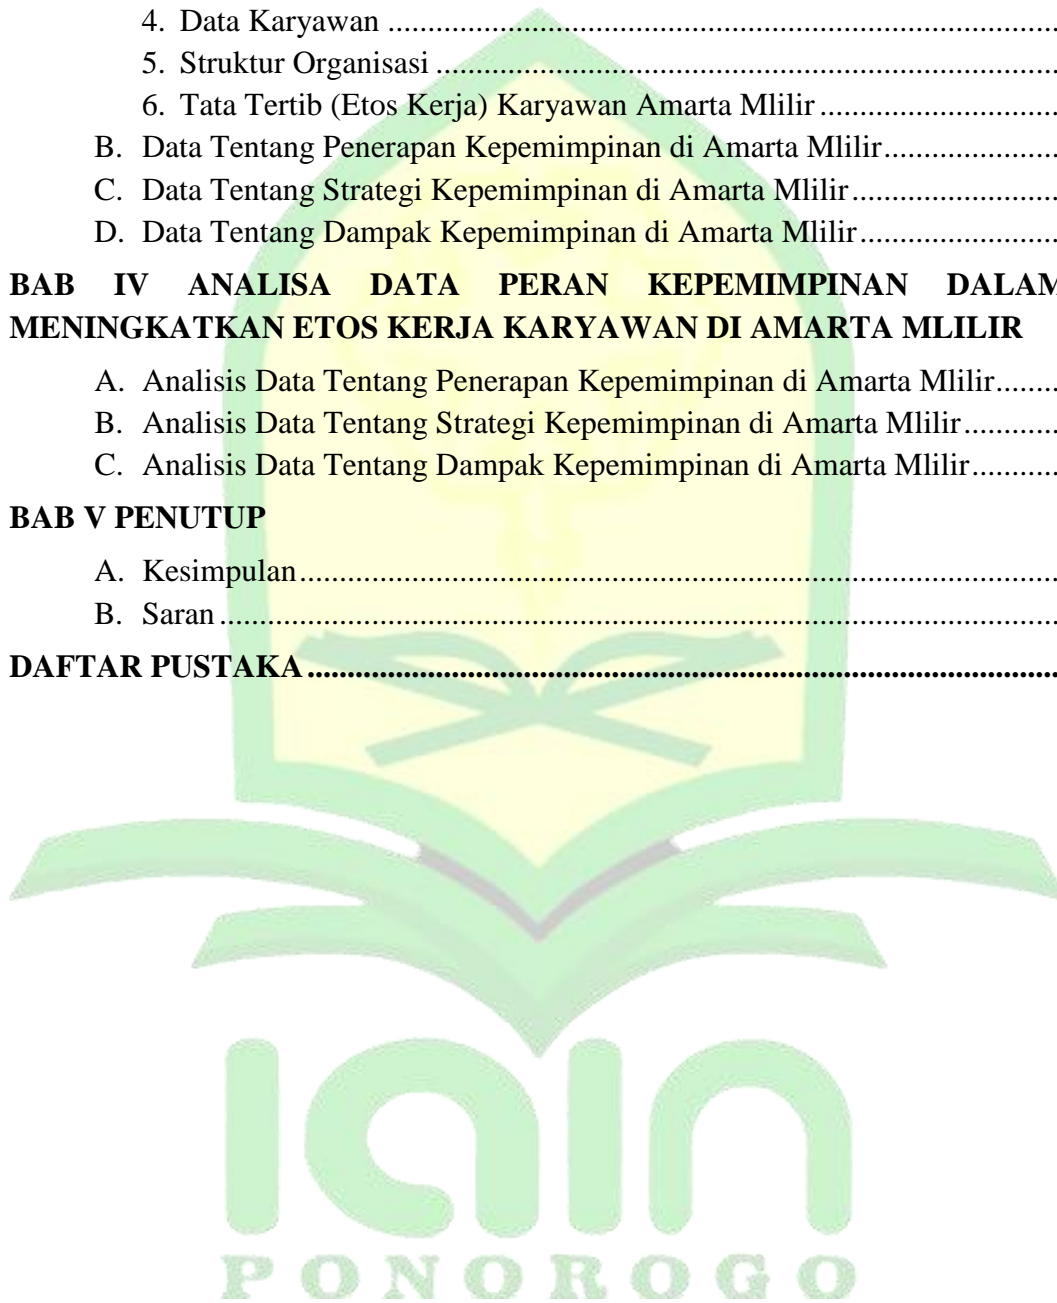 4. Data Karyawan ....................................................................................
5. Struktur Organisasi ..............................................................................
6. Tata Tertib (Etos Kerja) Karyawan Amarta Mlilir ..............................
B. Data Tentang Penerapan Kepemimpinan di Amarta Mlilir......................
C. Data Tentang Strategi Kepemimpinan di Amarta Mlilir..........................
D. Data Tentang Dampak Kepemimpinan di Amarta Mlilir.........................
BAB IV ANALISA DATA PERAN KEPEMIMPINAN DALAM
MENINGKATKAN ETOS KERJA KARYAWAN DI AMARTA MLILIR
A. Analisis Data Tentang Penerapan Kepemimpinan di Amarta Mlilir........
B. Analisis Data Tentang Strategi Kepemimpinan di Amarta Mlilir............
C. Analisis Data Tentang Dampak Kepemimpinan di Amarta Mlilir...........
BAB V PENUTUP
A. Kesimpulan...............................................................................................
B. Saran .........................................................................................................
DAFTAR PUSTAKA..............................................................................................
iain
PONOROGO